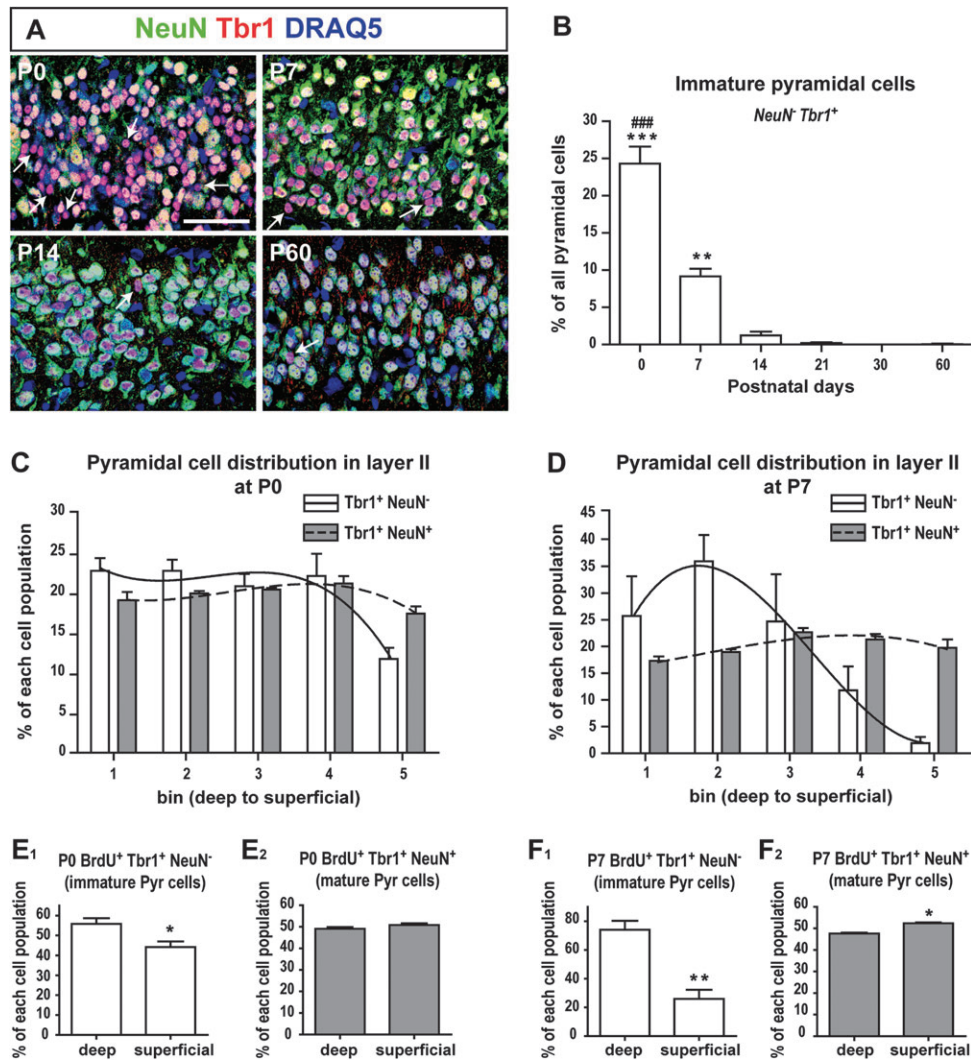 A
NeuN Tbr1 DRAQ5
P0
P7
P14
P60
B
Immature pyramidal cells
NeuN⁻ Tbr1⁺
% of all pyramidal cells
30
25
20
15
10
5
0
###
***
**
0 7 14 21 30 60
Postnatal days
C
Pyramidal cell distribution in layer II
at P0
Tbr1⁺ NeuN⁻
Tbr1⁺ NeuN⁺
% of each cell population
30
25
20
15
10
5
0
1 2 3 4 5
bin (deep to superficial)
D
Pyramidal cell distribution in layer II
at P7
Tbr1⁺ NeuN⁻
Tbr1⁺ NeuN⁺
% of each cell population
45
40
35
30
25
20
15
10
5
0
1 2 3 4 5
bin (deep to superficial)
E1
P0 BrdU⁺ Tbr1⁺ NeuN⁻
(immature Pyr cells)
% of each cell population
60
50
40
30
20
10
0
*
deep superficial
E2
P0 BrdU⁺ Tbr1⁺ NeuN⁺
(mature Pyr cells)
% of each cell population
60
50
40
30
20
10
0
deep superficial
F1
P7 BrdU⁺ Tbr1⁺ NeuN⁻
(immature Pyr cells)
% of each cell population
80
60
40
20
0
**
deep superficial
F2
P7 BrdU⁺ Tbr1⁺ NeuN⁺
(mature Pyr cells)
% of each cell population
60
50
40
30
20
10
0
*
deep superficial